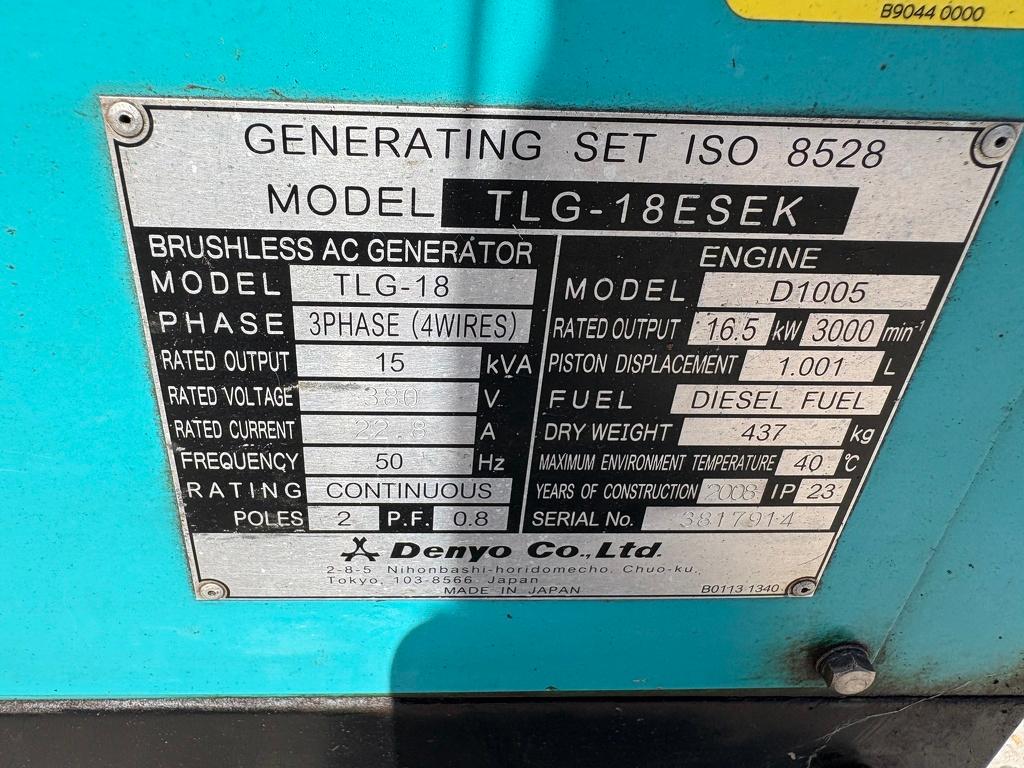 B9044 0000
GENERATING SET ISO 8528
MODEL TLG-18ESEK
BRUSHLESS AC GENERATOR
MODEL TLG-18
PHASE 3PHASE (4WIRES)
RATED OUTPUT 15 kVA
RATED VOLTAGE 380 V
RATED CURRENT 22.8 A
FREQUENCY 50 Hz
RATING CONTINUOUS
POLES 2 P.F. 0.8
ENGINE
MODEL D1005
RATED OUTPUT 16.5 kW 3000 min⁻¹
PISTON DISPLACEMENT 1.001 L
FUEL DIESEL FUEL
DRY WEIGHT 437 kg
MAXIMUM ENVIRONMENT TEMPERATURE 40 °C
YEARS OF CONSTRUCTION 2008 IP 23
SERIAL No. 3817914
Denyo Co., Ltd.
2-8-5 Nihonbashi-horidomecho, Chuo-ku,
Tokyo, 103-8566 Japan
MADE IN JAPAN
B0113 1340